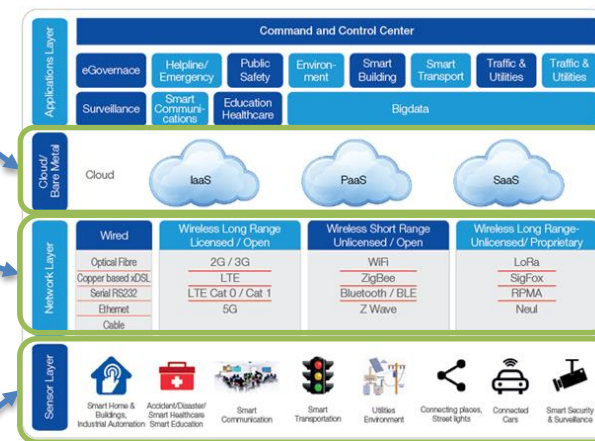 Applications Layer
Command and Control Center
eGovernace
Helpline/
Emergency
Public
Safety
Environ-
ment
Smart
Building
Smart
Transport
Traffic &
Utilities
Traffic &
Utilities
Surveillance
Smart
Communi-
cations
Education
Healthcare
Bigdata
Cloud/
Bare Metal
Cloud
IaaS
PaaS
SaaS
Network Layer
Wired
Optical Fibre
Copper based xDSL
Serial RS232
Ethernet
Cable
Wireless Long Range
Licensed / Open
2G / 3G
LTE
LTE Cat 0 / Cat 1
5G
Wireless Short Range
Unlicensed / Open
WiFi
ZigBee
Bluetooth / BLE
Z Wave
Wireless Long Range-
Unlicensed/ Proprietary
LoRa
SigFox
RPMA
Neul
Sensor Layer
Smart Home &
Buildings,
Industrial Automation
Accident/Disaster/
Smart Healthcare
Smart Education
Smart
Communication
Smart
Transportation
Utilities
Environment
Connecting places,
Street lights
Connected
Cars
Smart Security
& Surveillance